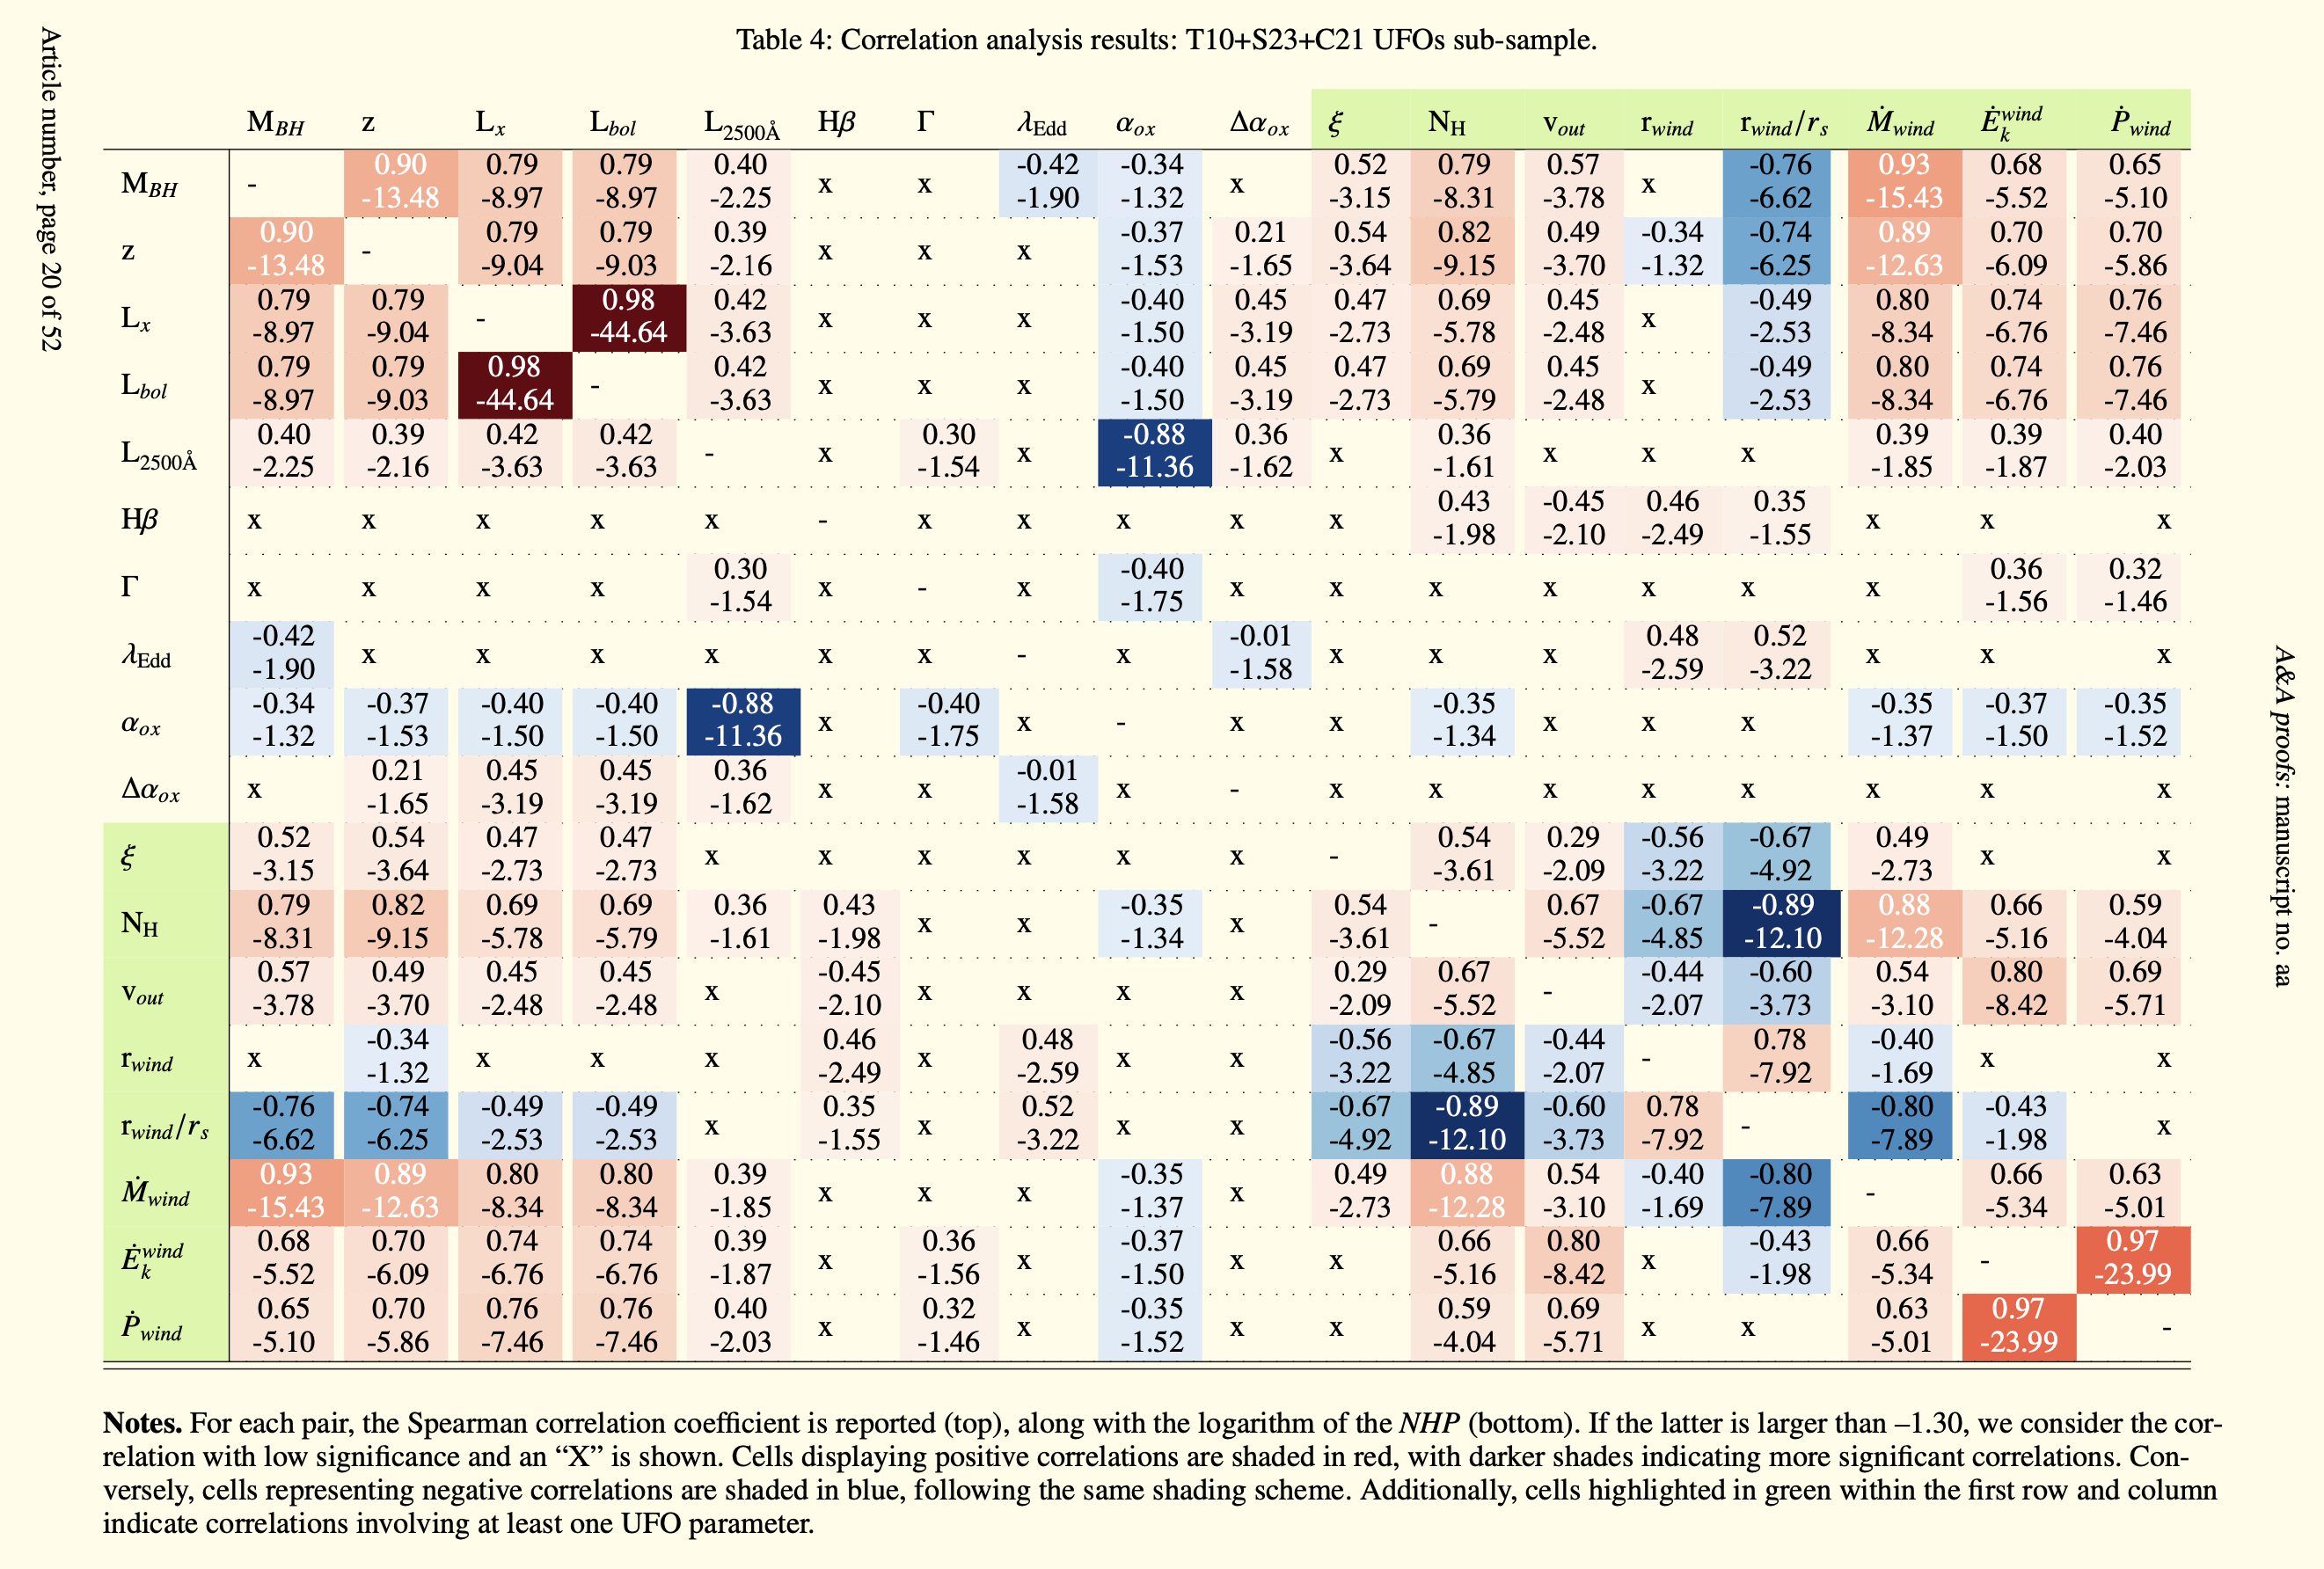 Article number, page 20 of 52
Table 4: Correlation analysis results: T10+S23+C21 UFOs sub-sample.
M_BH z L_x L_bol L_2500Å Hβ Γ λ_Edd α_ox Δα_ox ξ N_H v_out r_wind r_wind/r_s Ṁ_wind Ė_k^wind Ṗ_wind
0.90 0.79 0.79 0.40 -0.42 -0.34 0.52 0.79 0.57 -0.76 0.93 0.68 0.65
M_BH - x x x x
-13.48 -8.97 -8.97 -2.25 -1.90 -1.32 -3.15 -8.31 -3.78 -6.62 -15.43 -5.52 -5.10
0.90 0.79 0.79 0.39 -0.37 0.21 0.54 0.82 0.49 -0.34 -0.74 0.89 0.70 0.70
z - x x x
-13.48 -9.04 -9.03 -2.16 -1.53 -1.65 -3.64 -9.15 -3.70 -1.32 -6.25 -12.63 -6.09 -5.86
0.79 0.79 0.98 0.42 -0.40 0.45 0.47 0.69 0.45 -0.49 0.80 0.74 0.76
L_x - x x x x
-8.97 -9.04 -44.64 -3.63 -1.50 -3.19 -2.73 -5.78 -2.48 -2.53 -8.34 -6.76 -7.46
0.79 0.79 0.98 0.42 -0.40 0.45 0.47 0.69 0.45 -0.49 0.80 0.74 0.76
L_bol - x x x x
-8.97 -9.03 -44.64 -3.63 -1.50 -3.19 -2.73 -5.79 -2.48 -2.53 -8.34 -6.76 -7.46
0.40 0.39 0.42 0.42 0.30 -0.88 0.36 0.36 0.39 0.39 0.40
L_2500Å - x x x x x x
-2.25 -2.16 -3.63 -3.63 -1.54 -11.36 -1.62 -1.61 -1.85 -1.87 -2.03
0.43 -0.45 0.46 0.35
Hβ x x x x x - x x x x x x x x
-1.98 -2.10 -2.49 -1.55
0.30 -0.40 0.36 0.32
Γ x x x x x - x x x x x x x x
-1.54 -1.75 -1.56 -1.46
-0.42 -0.01 0.48 0.52
λ_Edd x x x x x x - x x x x x x x
-1.90 -1.58 -2.59 -3.22
-0.34 -0.37 -0.40 -0.40 -0.88 -0.40 -0.35 -0.35 -0.37 -0.35
α_ox x x - x x x x x
-1.32 -1.53 -1.50 -1.50 -11.36 -1.75 -1.34 -1.37 -1.50 -1.52
0.21 0.45 0.45 0.36 -0.01
Δα_ox x x x x - x x x x x x x x
-1.65 -3.19 -3.19 -1.62 -1.58
0.52 0.54 0.47 0.47 0.54 0.29 -0.56 -0.67 0.49
ξ x x x x x x - x x
-3.15 -3.64 -2.73 -2.73 -3.61 -2.09 -3.22 -4.92 -2.73
0.79 0.82 0.69 0.69 0.36 0.43 -0.35 0.54 0.67 -0.67 -0.89 0.88 0.66 0.59
N_H x x x -
-8.31 -9.15 -5.78 -5.79 -1.61 -1.98 -1.34 -3.61 -5.52 -4.85 -12.10 -12.28 -5.16 -4.04
0.57 0.49 0.45 0.45 -0.45 0.29 0.67 -0.44 -0.60 0.54 0.80 0.69
v_out x x x x x -
-3.78 -3.70 -2.48 -2.48 -2.10 -2.09 -5.52 -2.07 -3.73 -3.10 -8.42 -5.71
-0.34 0.46 0.48 -0.56 -0.67 -0.44 0.78 -0.40
r_wind x x x x x x x - x x
-1.32 -2.49 -2.59 -3.22 -4.85 -2.07 -7.92 -1.69
-0.76 -0.74 -0.49 -0.49 0.35 0.52 -0.67 -0.89 -0.60 0.78 -0.80 -0.43
r_wind/r_s x x x x - x
-6.62 -6.25 -2.53 -2.53 -1.55 -3.22 -4.92 -12.10 -3.73 -7.92 -7.89 -1.98
0.93 0.89 0.80 0.80 0.39 -0.35 0.49 0.88 0.54 -0.40 -0.80 0.66 0.63
Ṁ_wind x x x x -
-15.43 -12.63 -8.34 -8.34 -1.85 -1.37 -2.73 -12.28 -3.10 -1.69 -7.89 -5.34 -5.01
0.68 0.70 0.74 0.74 0.39 0.36 -0.37 0.66 0.80 -0.43 0.66 0.97
Ė_k^wind x x x x x -
-5.52 -6.09 -6.76 -6.76 -1.87 -1.56 -1.50 -5.16 -8.42 -1.98 -5.34 -23.99
0.65 0.70 0.76 0.76 0.40 0.32 -0.35 0.59 0.69 0.63 0.97
Ṗ_wind x x x x x x -
-5.10 -5.86 -7.46 -7.46 -2.03 -1.46 -1.52 -4.04 -5.71 -5.01 -23.99
Notes. For each pair, the Spearman correlation coefficient is reported (top), along with the logarithm of the NHP (bottom). If the latter is larger than –1.30, we consider the cor-
relation with low significance and an “X” is shown. Cells displaying positive correlations are shaded in red, with darker shades indicating more significant correlations. Con-
versely, cells representing negative correlations are shaded in blue, following the same shading scheme. Additionally, cells highlighted in green within the first row and column
indicate correlations involving at least one UFO parameter.
A&A proofs: manuscript no. aa